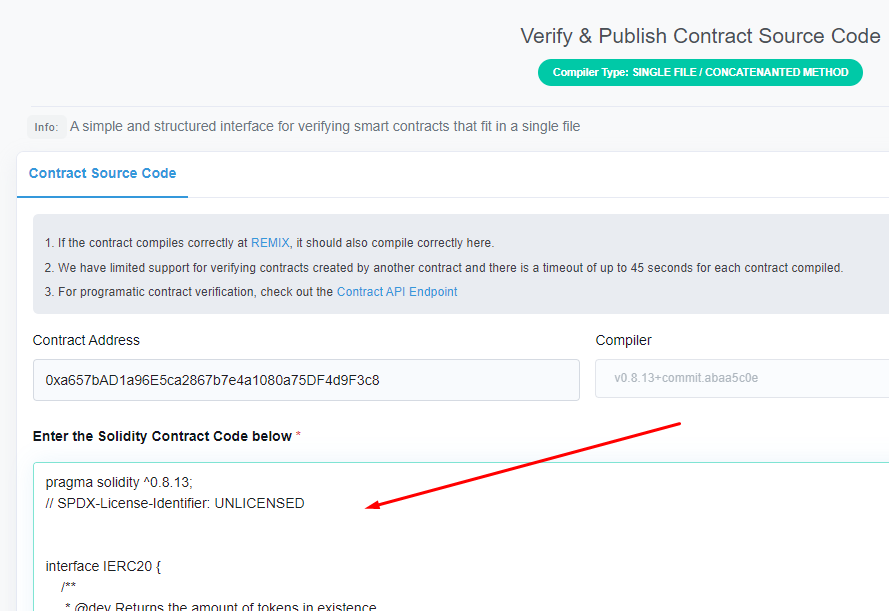 Verify & Publish Contract Source Code
Compiler Type: SINGLE FILE / CONCATENANTED METHOD
Info: A simple and structured interface for verifying smart contracts that fit in a single file
Contract Source Code
1. If the contract compiles correctly at REMIX, it should also compile correctly here.
2. We have limited support for verifying contracts created by another contract and there is a timeout of up to 45 seconds for each contract compiled.
3. For programatic contract verification, check out the Contract API Endpoint
Contract Address
Compiler
0xa657bAD1a96E5ca2867b7e4a1080a75DF4d9F3c8
v0.8.13+commit.abaa5c0e
Enter the Solidity Contract Code below *
pragma solidity ^0.8.13;
// SPDX-License-Identifier: UNLICENSED
interface IERC20 {
/**
* @dev Returns the amount of tokens in existence